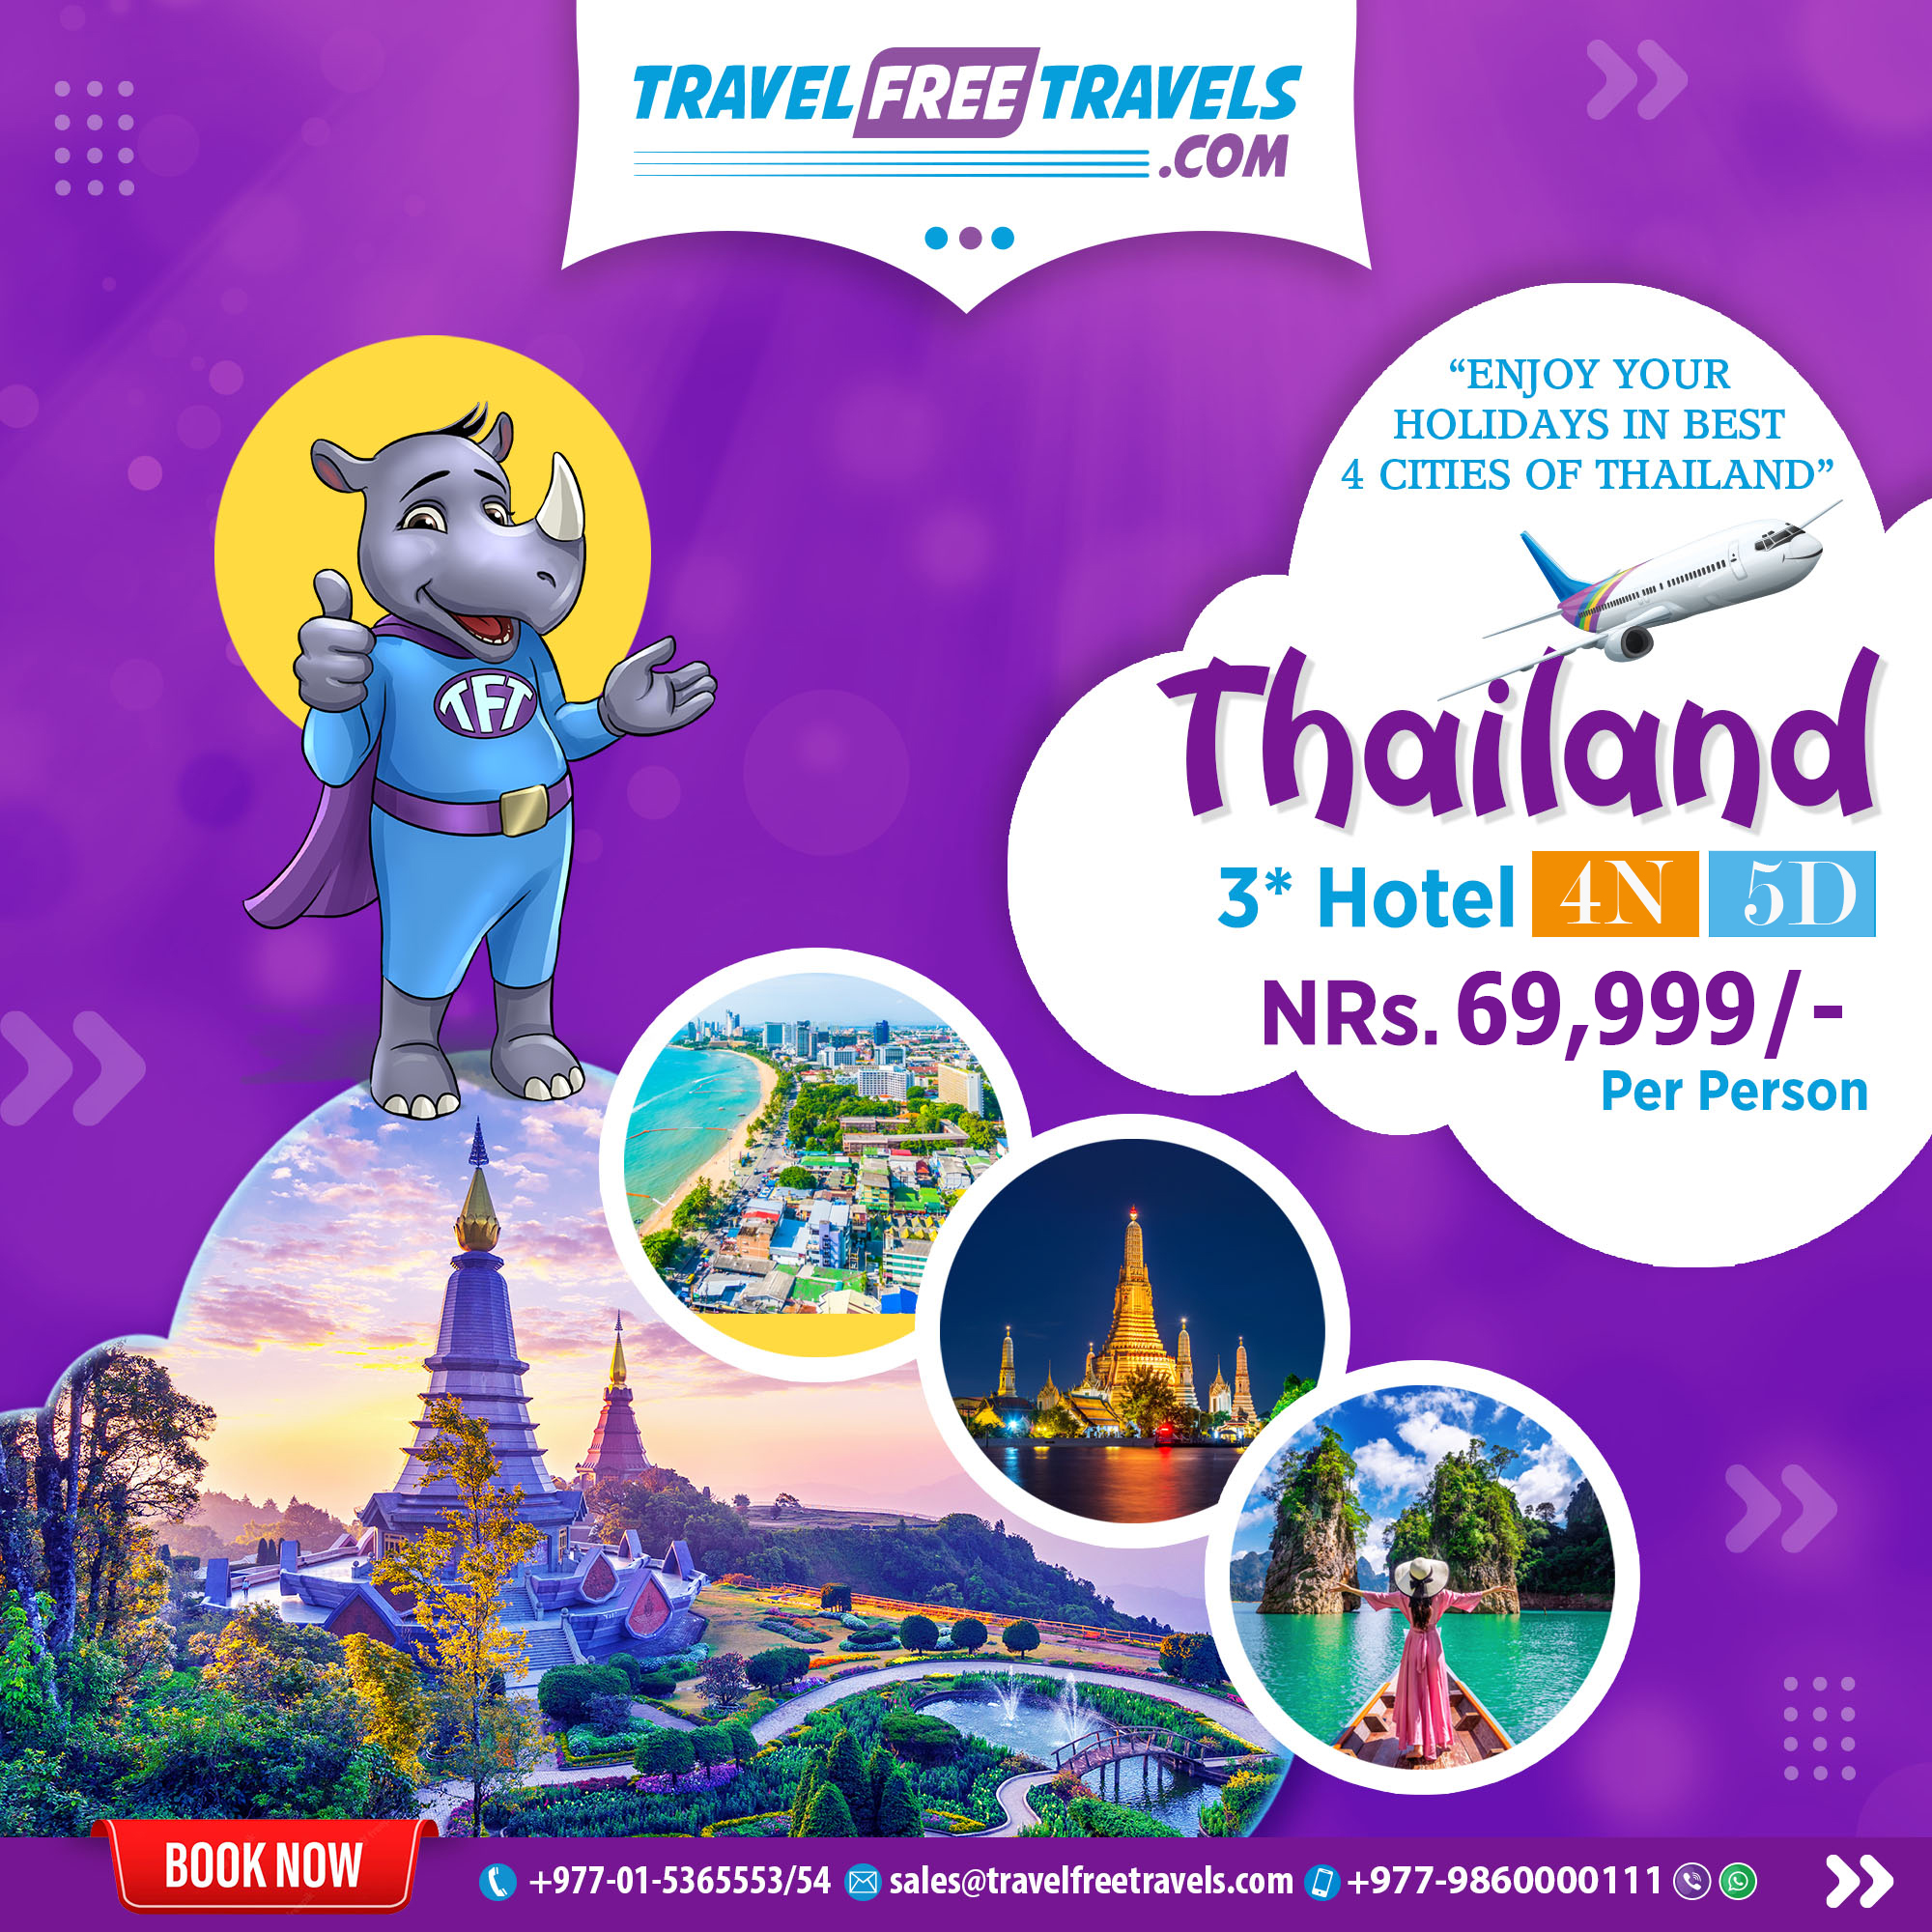 TRAVEL FREE TRAVELS
.COM
“ENJOY YOUR
HOLIDAYS IN BEST
4 CITIES OF THAILAND”
TFT
Thailand
3* Hotel 4N 5D
NRs. 69,999/-
Per Person
BOOK NOW
+977-01-5365553/54 sales@travelfreetravels.com +977-9860000111